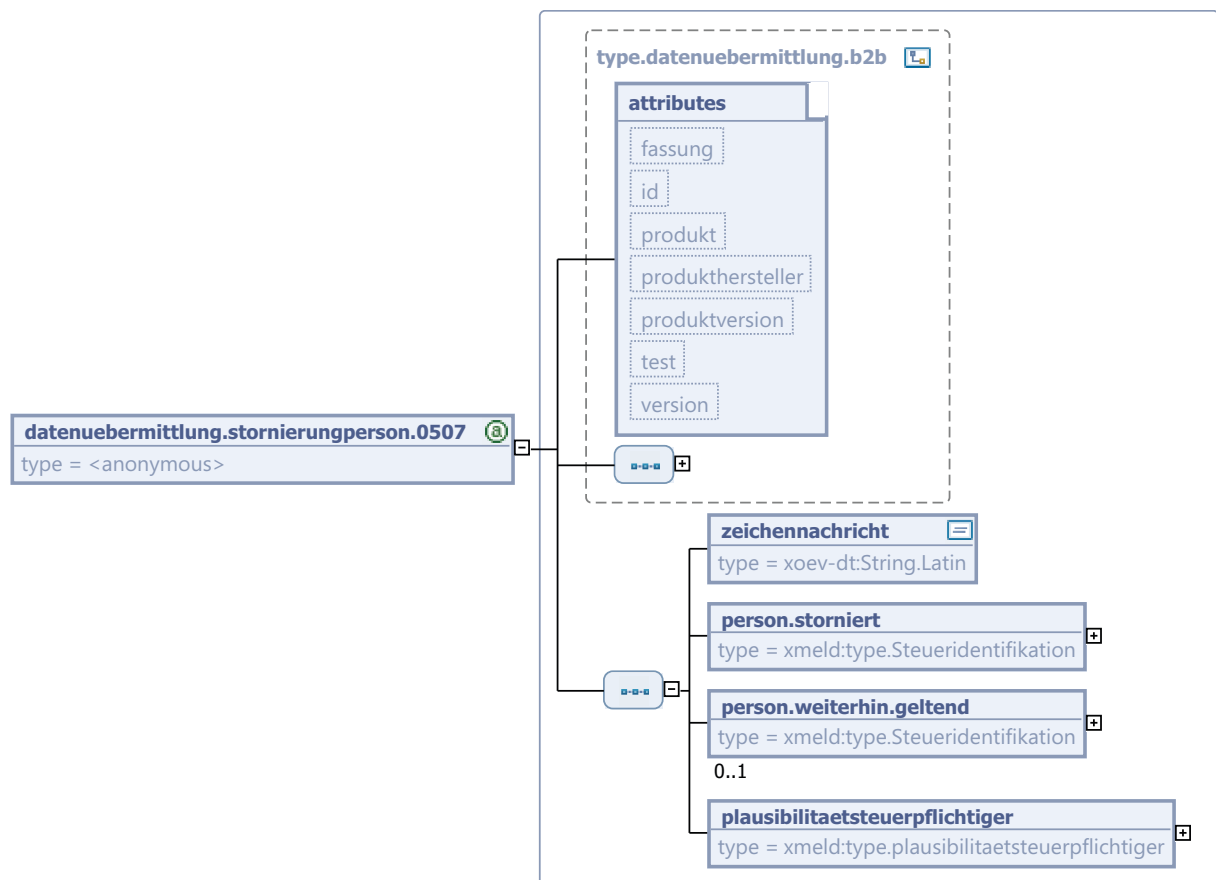 type.datenuebermittlung.b2b
attributes
fassung
id
produkt
produkthersteller
produktversion
test
version
datenuebermittlung.stornierungperson.0507
type = <anonymous>
zeichennachricht
type = xoev-dt:String.Latin
person.storniert
type = xmeld:type.Steueridentifikation
person.weiterhin.geltend
type = xmeld:type.Steueridentifikation
0..1
plausibilitaetsteuerpflichtiger
type = xmeld:type.plausibilitaetsteuerpflichtiger